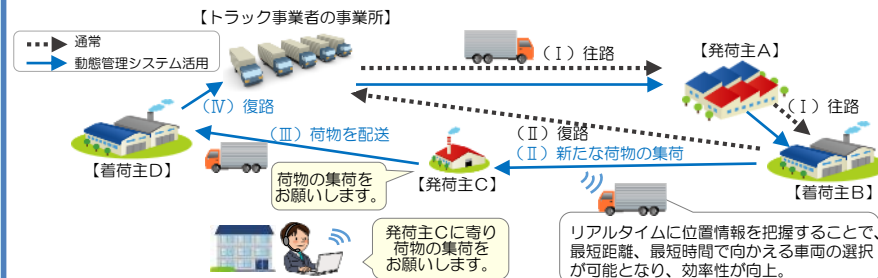 【トラック事業者の事業所】
通常
動態管理システム活用
(Ⅰ)往路
【発荷主A】
(Ⅳ)復路
(Ⅰ)往路
(Ⅲ)荷物を配送
(Ⅱ)復路
(Ⅱ)新たな荷物の集荷
【着荷主D】
【発荷主C】
【着荷主B】
荷物の集荷を
お願いします。
発荷主Cに寄り
荷物の集荷を
お願いします。
リアルタイムに位置情報を把握することで、
最短距離、最短時間で向かえる車両の選択
が可能となり、効率性が向上。